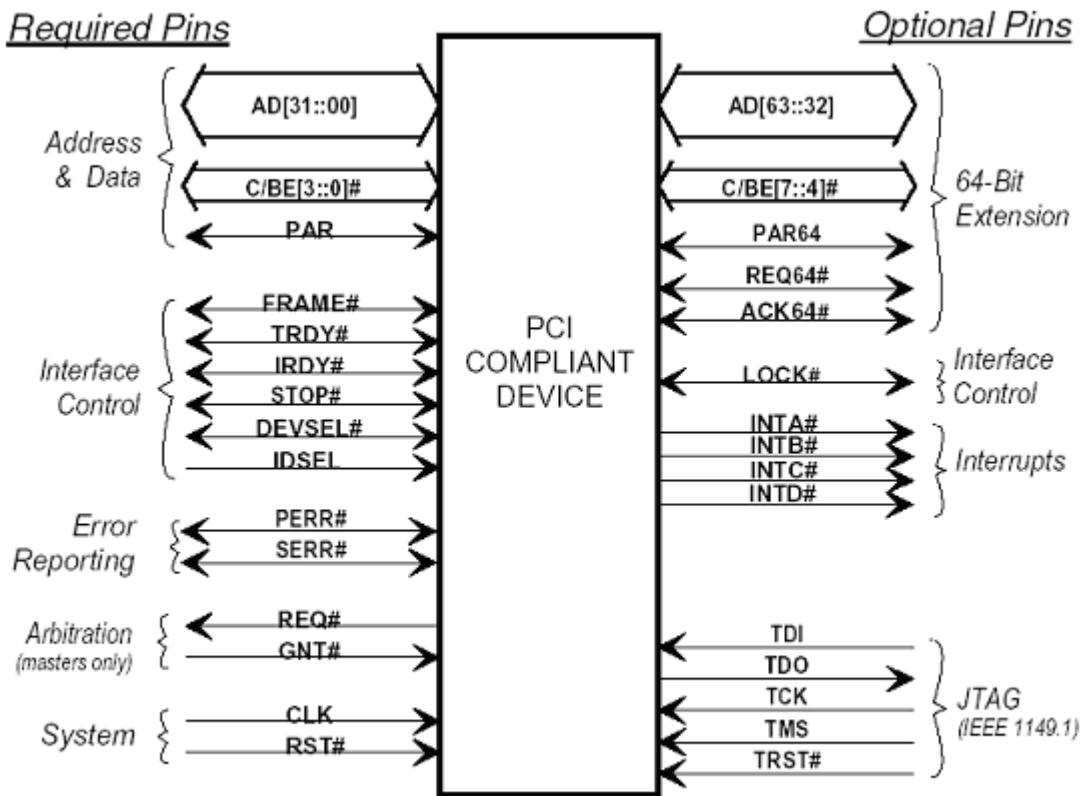 Required Pins
Optional Pins
Address
& Data
AD[31::00]
C/BE[3::0]#
PAR
Interface
Control
FRAME#
TRDY#
IRDY#
STOP#
DEVSEL#
IDSEL
Error
Reporting
PERR#
SERR#
Arbitration
(masters only)
REQ#
GNT#
System
CLK
RST#
PCI
COMPLIANT
DEVICE
AD[63::32]
C/BE[7::4]#
PAR64
REQ64#
ACK64#
64-Bit
Extension
LOCK#
Interface
Control
INTA#
INTB#
INTC#
INTD#
Interrupts
TDI
TDO
TCK
TMS
TRST#
JTAG
(IEEE 1149.1)